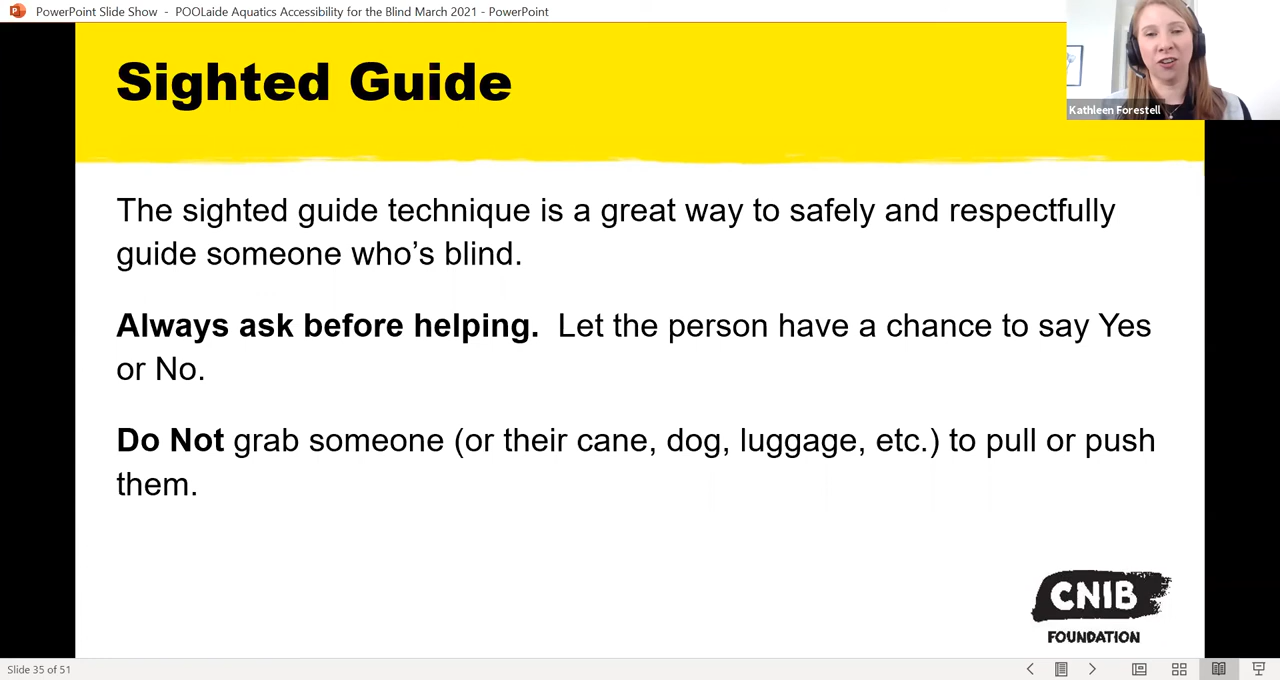 PowerPoint Slide Show - POOLaide Aquatics Accessibility for the Blind March 2021 - PowerPoint
Kathleen Forestell
Sighted Guide
The sighted guide technique is a great way to safely and respectfully
guide someone who’s blind.
Always ask before helping.  Let the person have a chance to say Yes
or No.
Do Not grab someone (or their cane, dog, luggage, etc.) to pull or push
them.
CNIB
FOUNDATION
Slide 35 of 51